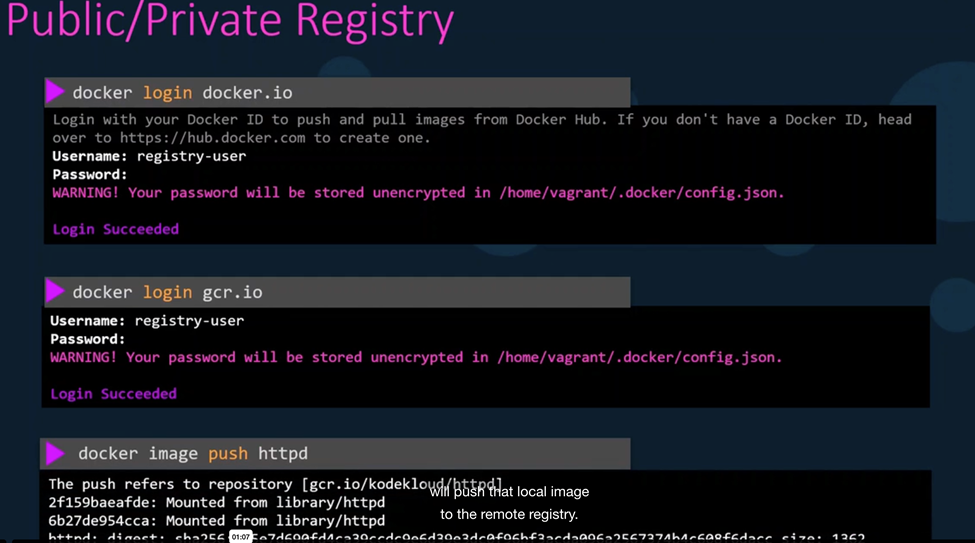 Public/Private Registry
docker login docker.io
Login with your Docker ID to push and pull images from Docker Hub. If you don't have a Docker ID, head
over to https://hub.docker.com to create one.
Username: registry-user
Password:
WARNING! Your password will be stored unencrypted in /home/vagrant/.docker/config.json.
Login Succeeded
docker login gcr.io
Username: registry-user
Password:
WARNING! Your password will be stored unencrypted in /home/vagrant/.docker/config.json.
Login Succeeded
docker image push httpd
The push refers to repository [gcr.io/kodekloud/httpd]
will push that local image
2f159baeafde: Mounted from library/httpd
to the remote registry.
6b27de954cca: Mounted from library/httpd
httpd: digest: size: 1362
01:07